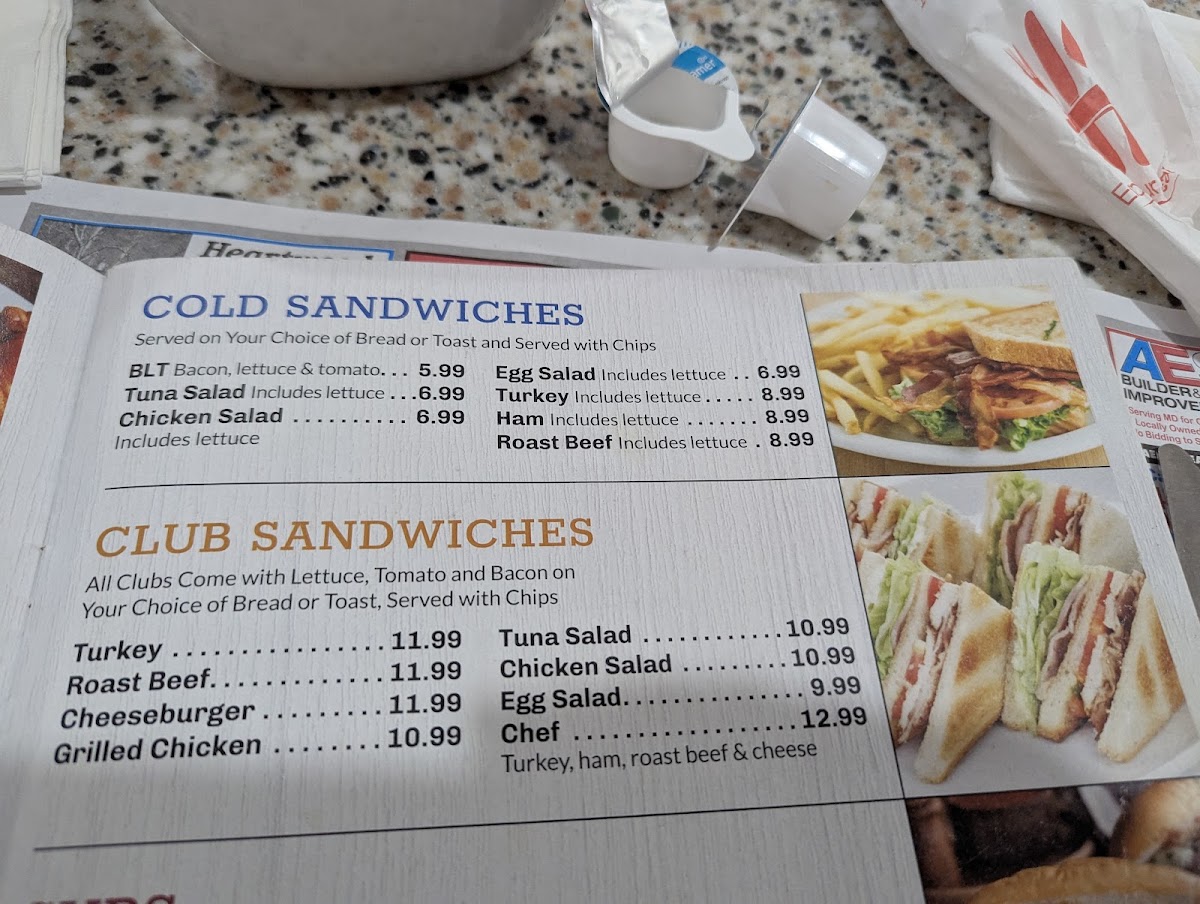 COLD SANDWICHES
Served on Your Choice of Bread or Toast and Served with Chips
BLT Bacon, lettuce & tomato. . . 5.99
Tuna Salad Includes lettuce . . .6.99
Chicken Salad . . . . . . . . . . 6.99
Includes lettuce
Egg Salad Includes lettuce . . 6.99
Turkey Includes lettuce . . . . . 8.99
Ham Includes lettuce . . . . . . . 8.99
Roast Beef Includes lettuce . 8.99
CLUB SANDWICHES
All Clubs Come with Lettuce, Tomato and Bacon on
Your Choice of Bread or Toast, Served with Chips
Turkey . . . . . . . . . . . . . . . . 11.99
Roast Beef. . . . . . . . . . . . . 11.99
Cheeseburger . . . . . . . . . 11.99
Grilled Chicken . . . . . . . . 10.99
Tuna Salad . . . . . . . . . . . . 10.99
Chicken Salad . . . . . . . . . 10.99
Egg Salad. . . . . . . . . . . . . . 9.99
Chef . . . . . . . . . . . . . . . . . . 12.99
Turkey, ham, roast beef & cheese
BUILDER&
IMPROVE
Serving MD for
Locally Owned